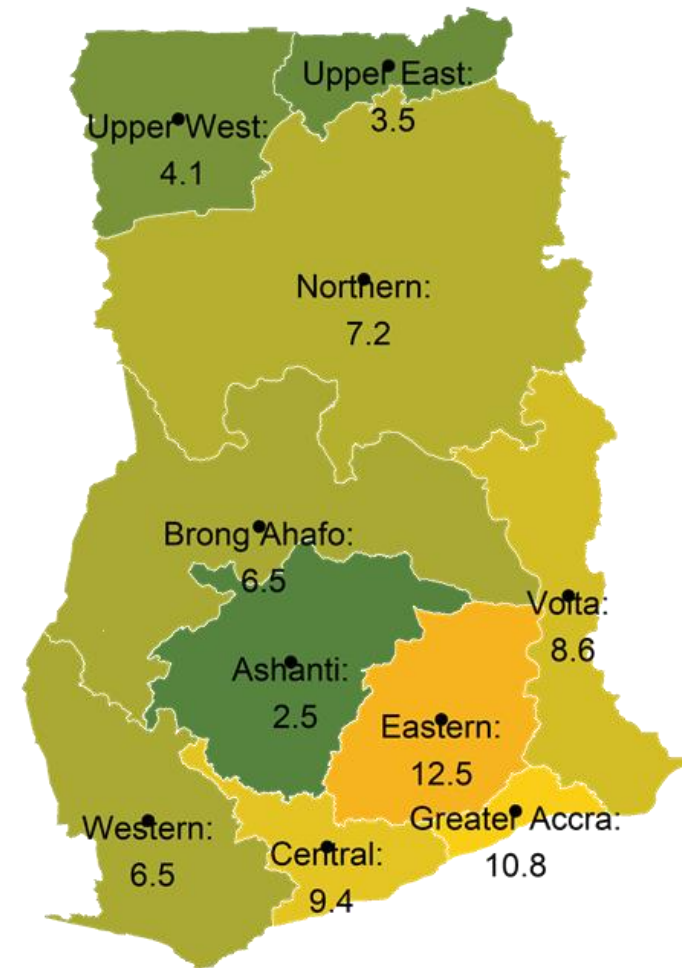 Upper East:
3.5
Upper West:
4.1
Northern:
7.2
Brong Ahafo:
6.5
Volta:
8.6
Ashanti:
2.5
Eastern:
12.5
Greater Accra:
10.8
Western:
6.5
Central:
9.4